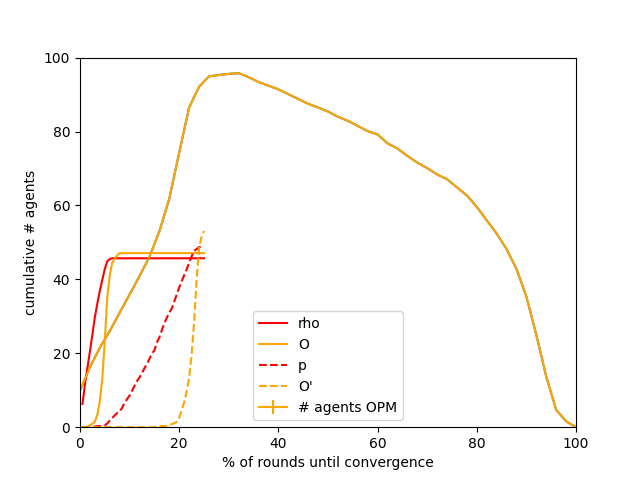 100
80
60
40
20
0
cumulative # agents
rho
O
p
O'
# agents OPM
0 20 40 60 80 100
% of rounds until convergence